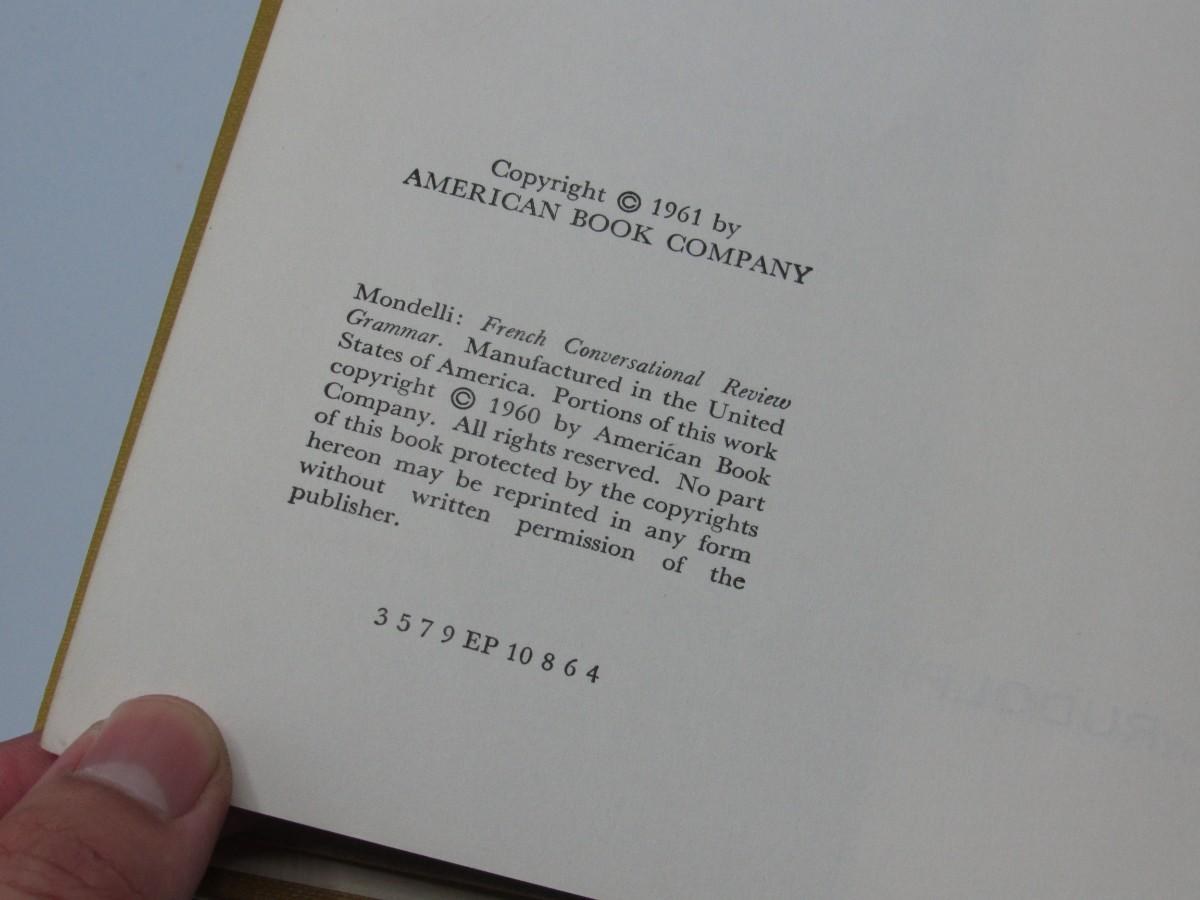 Copyright © 1961 by
AMERICAN BOOK COMPANY
Mondelli: French Conversational Review
Grammar. Manufactured in the United
States of America. Portions of this work
copyright © 1960 by American Book
Company. All rights reserved. No part
of this book protected by the copyrights
hereon may be reprinted in any form
without written permission of the
publisher.
3 5 7 9 EP 10 8 6 4